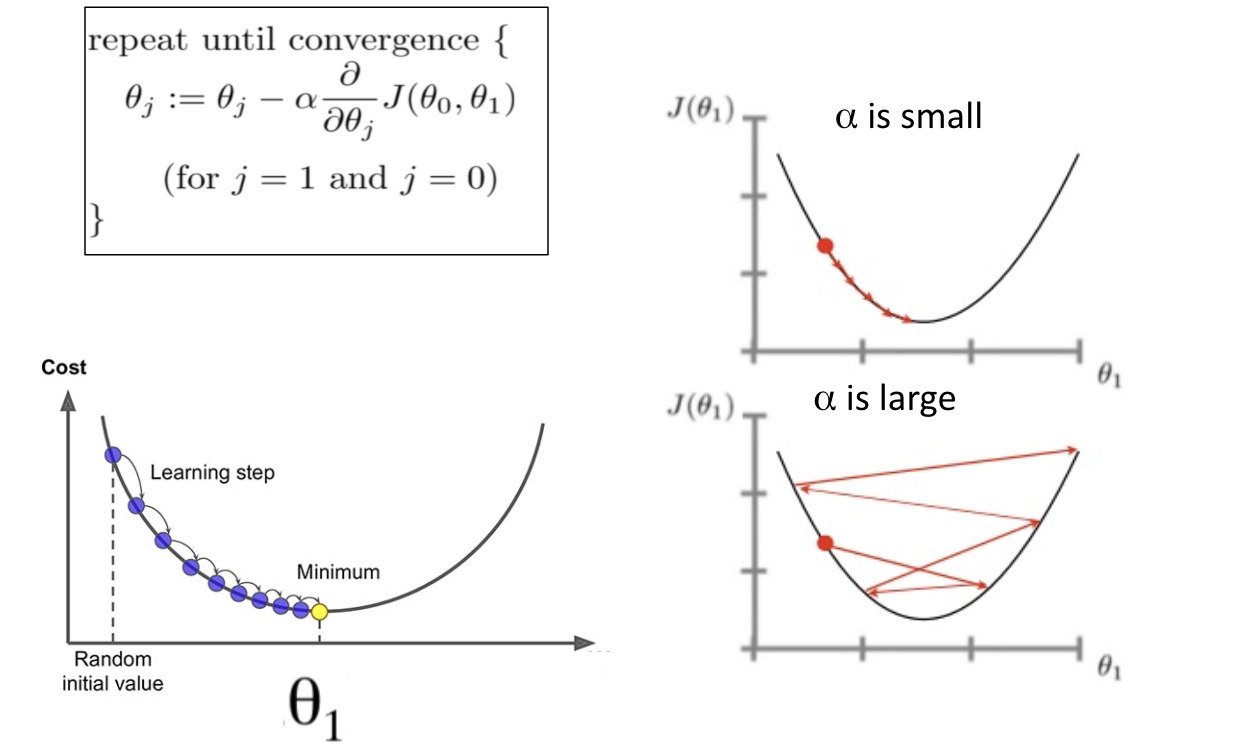 repeat until convergence {
θⱼ := θⱼ − α ∂/∂θⱼ J(θ₀, θ₁)
(for j = 1 and j = 0)
}
Cost
Learning step
Minimum
Random
initial value
θ₁
J(θ₁)
α is small
θ₁
J(θ₁)
α is large
θ₁